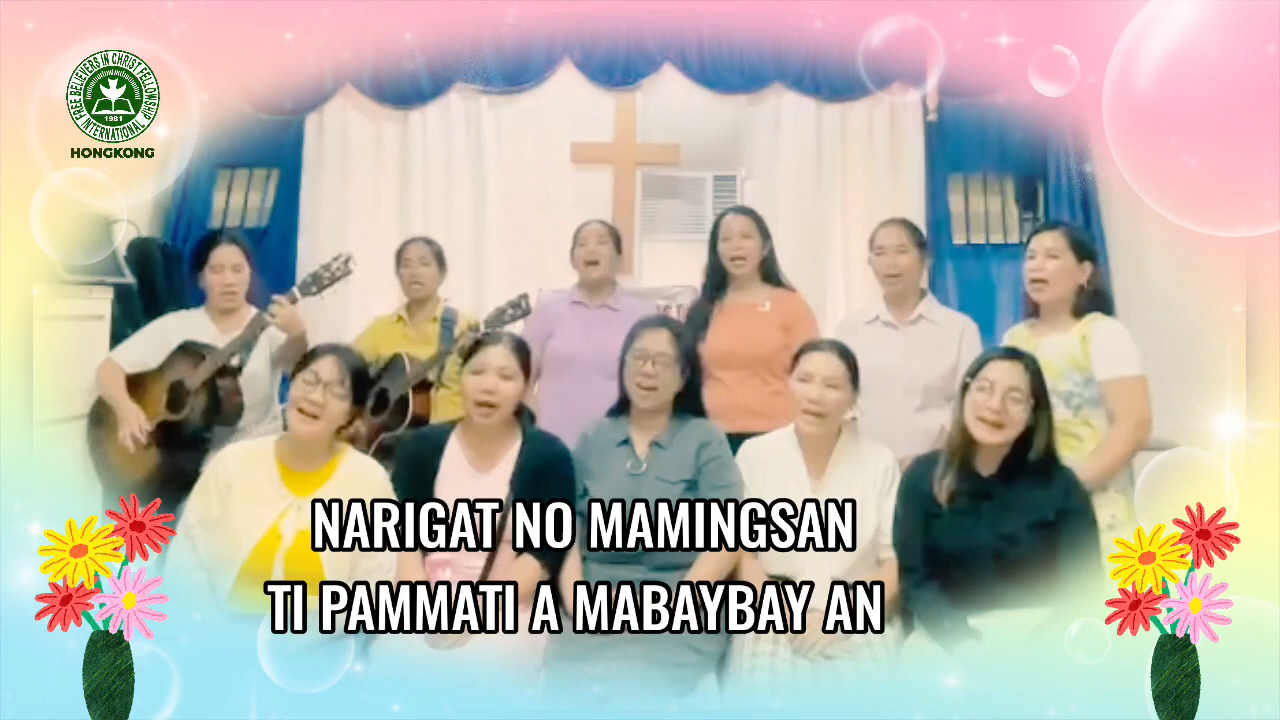 FREE BELIEVERS IN CHRIST FELLOWSHIP
INTERNATIONAL
1981
HONGKONG
NARIGAT NO MAMINGSAN
TI PAMMATI A MABAYBAY AN